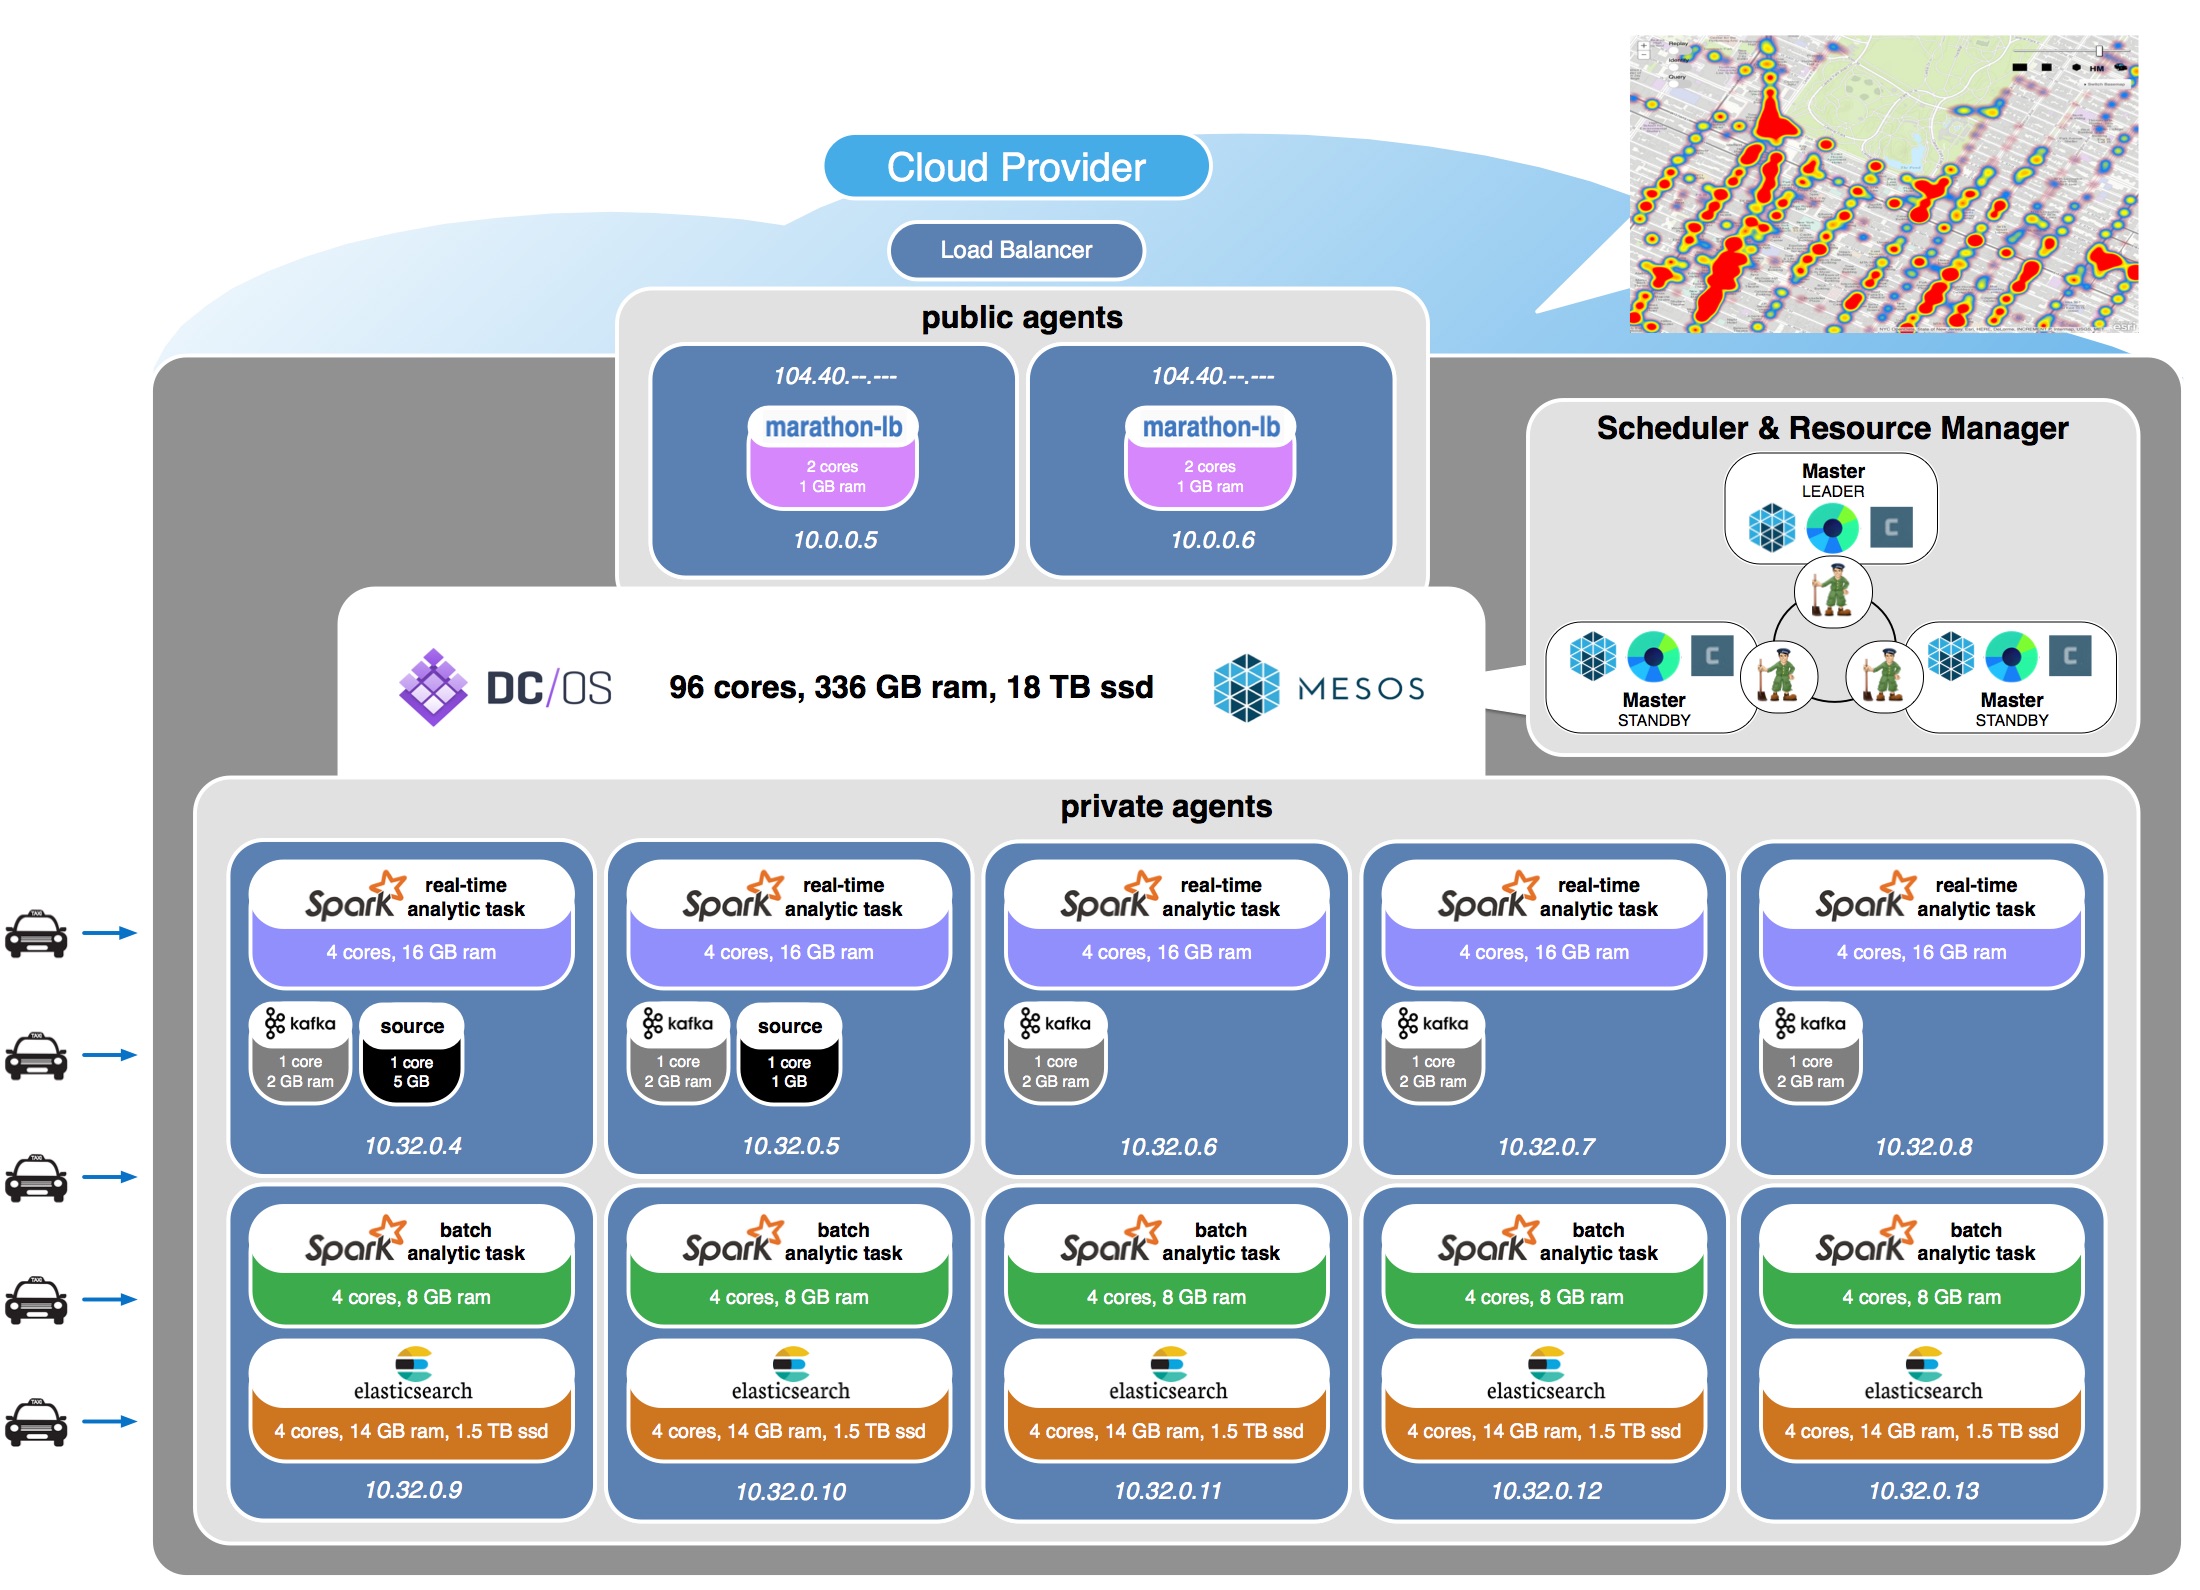 Cloud Provider
Load Balancer
public agents
104.40.--.---
marathon-lb
2 cores
1 GB ram
10.0.0.5
104.40.--.---
marathon-lb
2 cores
1 GB ram
10.0.0.6
Replay
Identify
Query
HM
esri
Scheduler & Resource Manager
Master
LEADER
C
C
Master
STANDBY
C
Master
STANDBY
DC/OS
96 cores, 336 GB ram, 18 TB ssd
MESOS
private agents
Spark real-time
analytic task
4 cores, 16 GB ram
kafka
1 core
2 GB ram
source
1 core
5 GB
10.32.0.4
Spark real-time
analytic task
4 cores, 16 GB ram
kafka
1 core
2 GB ram
source
1 core
1 GB
10.32.0.5
Spark real-time
analytic task
4 cores, 16 GB ram
kafka
1 core
2 GB ram
10.32.0.6
Spark real-time
analytic task
4 cores, 16 GB ram
kafka
1 core
2 GB ram
10.32.0.7
Spark real-time
analytic task
4 cores, 16 GB ram
kafka
1 core
2 GB ram
10.32.0.8
Spark batch
analytic task
4 cores, 8 GB ram
elasticsearch
4 cores, 14 GB ram, 1.5 TB ssd
10.32.0.9
Spark batch
analytic task
4 cores, 8 GB ram
elasticsearch
4 cores, 14 GB ram, 1.5 TB ssd
10.32.0.10
Spark batch
analytic task
4 cores, 8 GB ram
elasticsearch
4 cores, 14 GB ram, 1.5 TB ssd
10.32.0.11
Spark batch
analytic task
4 cores, 8 GB ram
elasticsearch
4 cores, 14 GB ram, 1.5 TB ssd
10.32.0.12
Spark batch
analytic task
4 cores, 8 GB ram
elasticsearch
4 cores, 14 GB ram, 1.5 TB ssd
10.32.0.13
TAXI
TAXI
TAXI
TAXI
TAXI